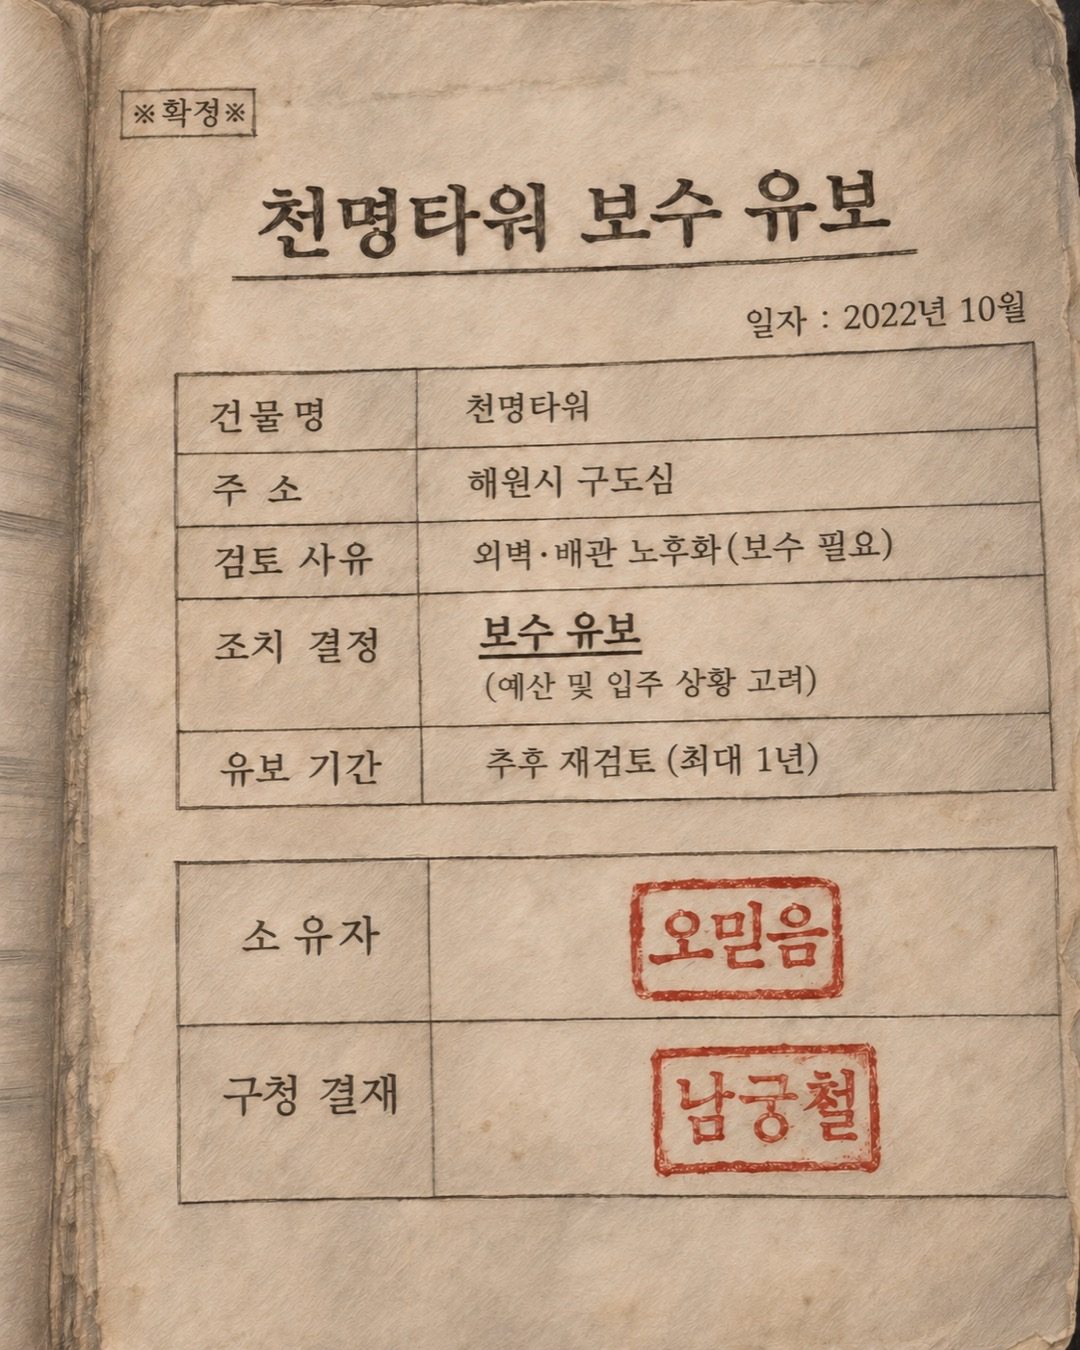 ※확정※
천명타워 보수 유보
일자 : 2022년 10월
건물명 천명타워
주 소 해원시 구도심
검토 사유 외벽·배관 노후화(보수 필요)
조치 결정 보수 유보
(예산 및 입주 상황 고려)
유보 기간 추후 재검토 (최대 1년)
소유자 오믿음
구청 결재 남궁철